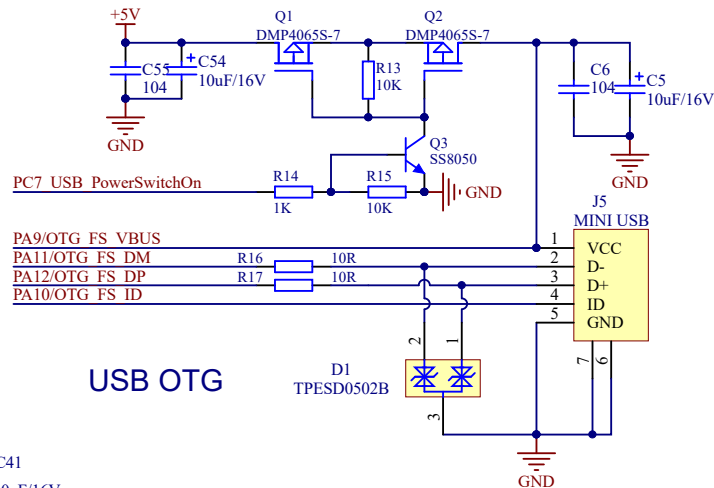 +5V
Q1
Q2
DMP4065S-7
DMP4065S-7
C55
104
C54
10uF/16V
R13
10K
C6
104
C5
10uF/16V
GND
Q3
SS8050
GND
PC7_USB_PowerSwitchOn
R14
1K
R15
10K
GND
J5
MINI USB
PA9/OTG_FS_VBUS
PA11/OTG_FS_DM
R16
10R
PA12/OTG_FS_DP
R17
10R
PA10/OTG_FS_ID
1
VCC
2
D-
3
D+
4
ID
5
GND
7
6
2
1
D1
TPESD0502B
3
USB OTG
GND
C41